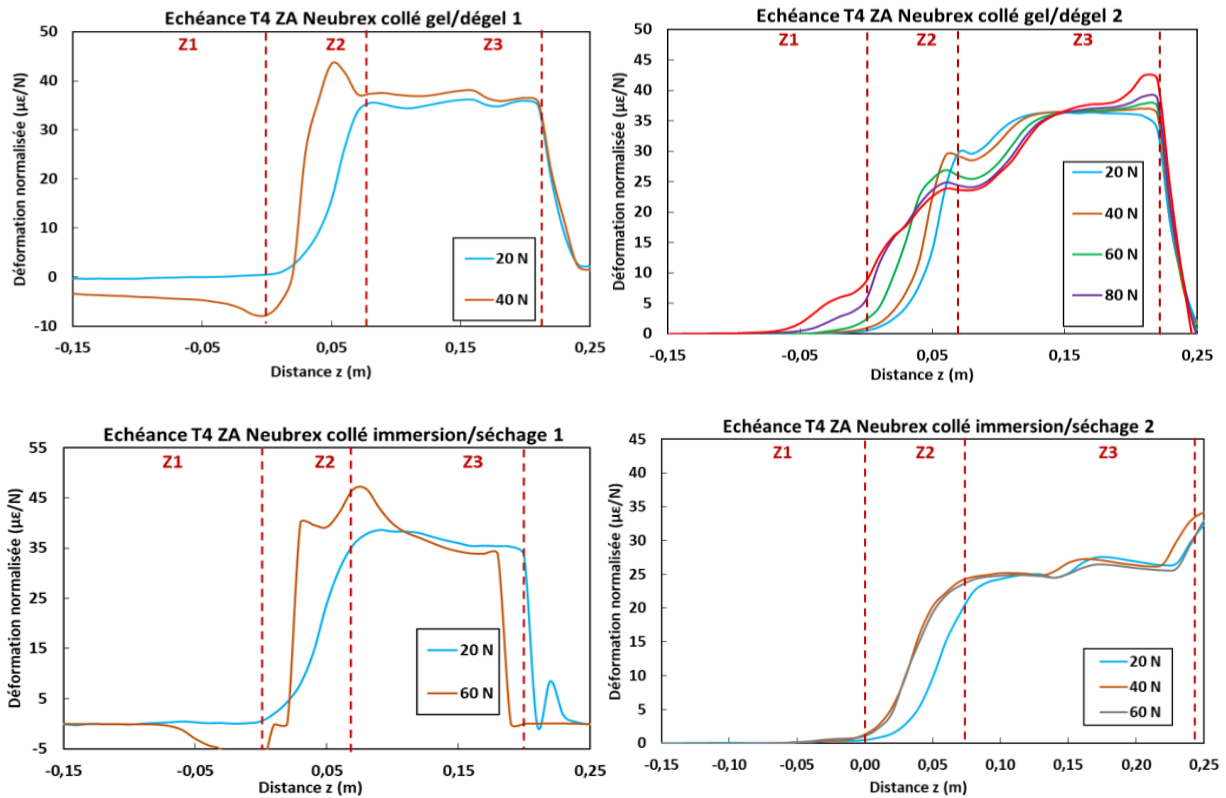 Echéance T4 ZA Neubrex collé gel/dégel 1
Déformation normalisée (µε/N)
50
40
30
20
10
0
-10
Z1
Z2
Z3
20 N
40 N
-0,15
-0,05
0,05
0,15
0,25
Distance z (m)
Echéance T4 ZA Neubrex collé gel/dégel 2
Déformation normalisée (µε/N)
50
45
40
35
30
25
20
15
10
5
0
Z1
Z2
Z3
20 N
40 N
60 N
80 N
-0,15
-0,05
0,05
0,15
0,25
Distance z (m)
Echéance T4 ZA Neubrex collé immersion/séchage 1
Déformation normalisée (µε/N)
55
45
35
25
15
5
-5
Z1
Z2
Z3
20 N
60 N
-0,15
-0,05
0,05
0,15
0,25
Distance z (m)
Echéance T4 ZA Neubrex collé immersion/séchage 2
Déformation normalisée (µε/N)
45
40
35
30
25
20
15
10
5
0
Z1
Z2
Z3
20 N
40 N
60 N
-0,15
-0,10
-0,05
0,00
0,05
0,10
0,15
0,20
0,25
Distance z (m)